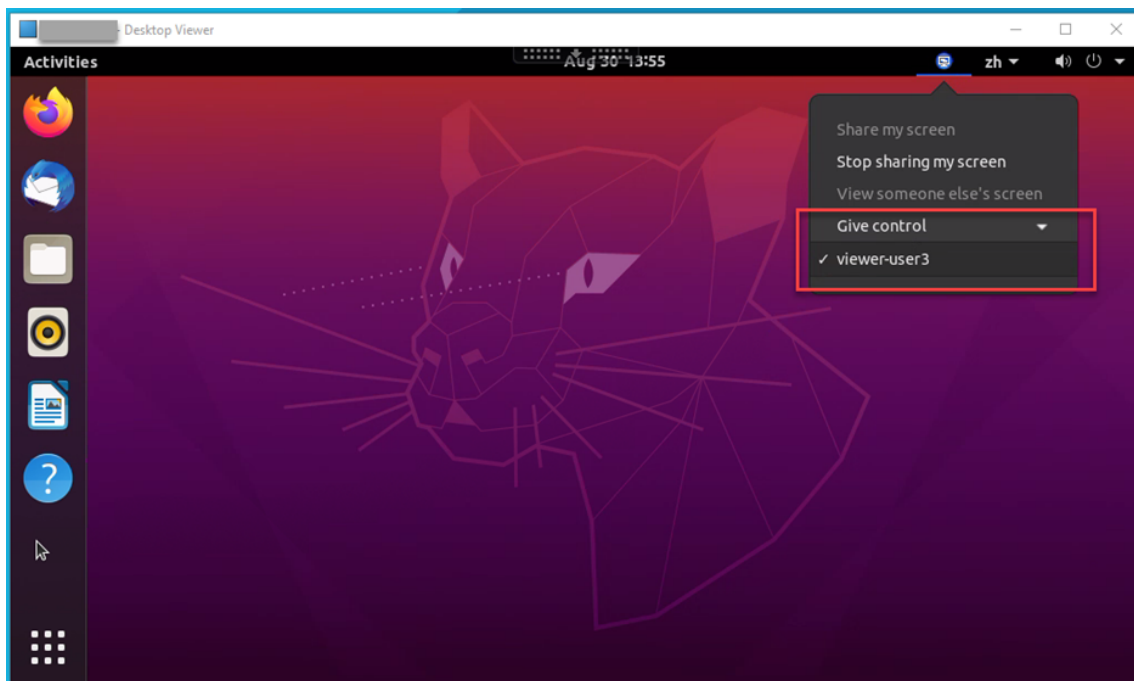 - Desktop Viewer
Activities
Aug 30 13:55
zh
Share my screen
Stop sharing my screen
View someone else's screen
Give control
✓ viewer-user3
?